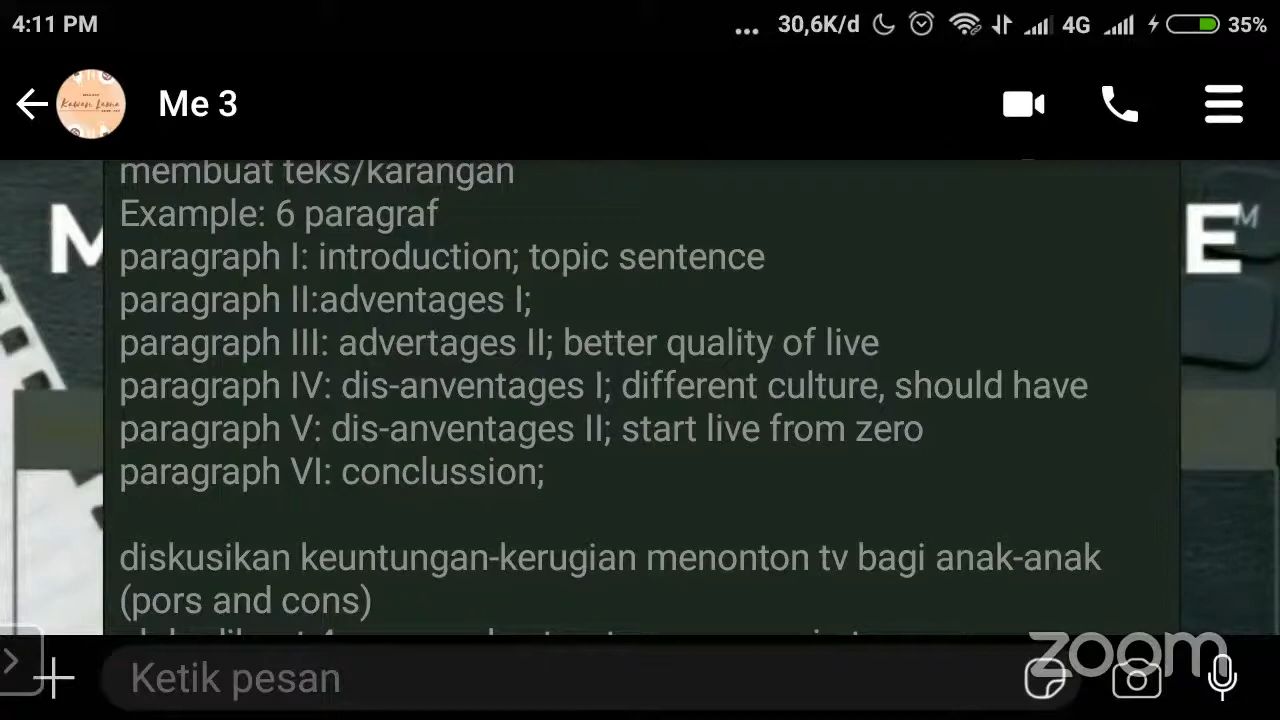 4:11 PM
... 30,6K/d 4G 35%
Me 3
membuat teks/karangan
Example: 6 paragraf
paragraph I: introduction; topic sentence
paragraph II:adventages I;
paragraph III: advertages II; better quality of live
paragraph IV: dis-anventages I; different culture, should have
paragraph V: dis-anventages II; start live from zero
paragraph VI: conclussion;
diskusikan keuntungan-kerugian menonton tv bagi anak-anak
(pors and cons)
M
E
M
Ketik pesan
zoom